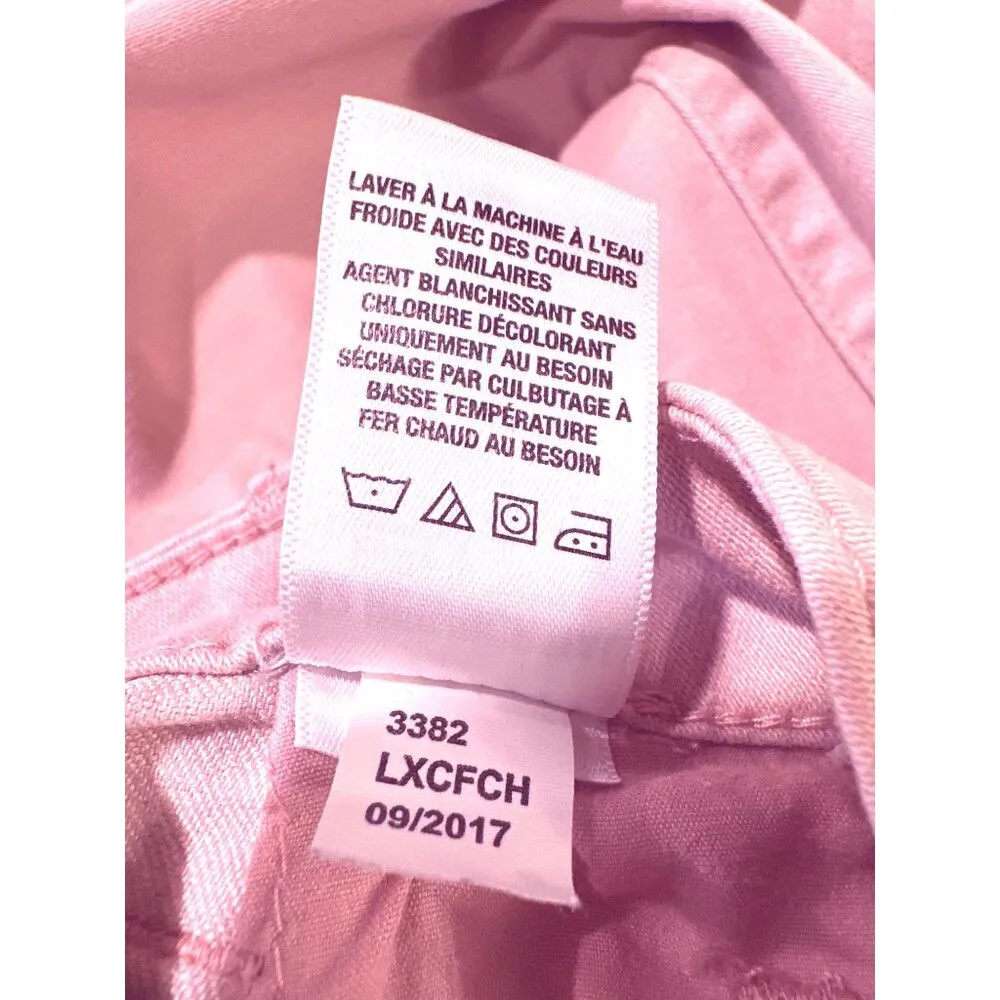 LAVER À LA MACHINE À L'EAU
FROIDE AVEC DES COULEURS
SIMILAIRES
AGENT BLANCHISSANT SANS
CHLORURE DÉCOLORANT
UNIQUEMENT AU BESOIN
SÉCHAGE PAR CULBUTAGE À
BASSE TEMPÉRATURE
FER CHAUD AU BESOIN
3382
LXCFCH
09/2017